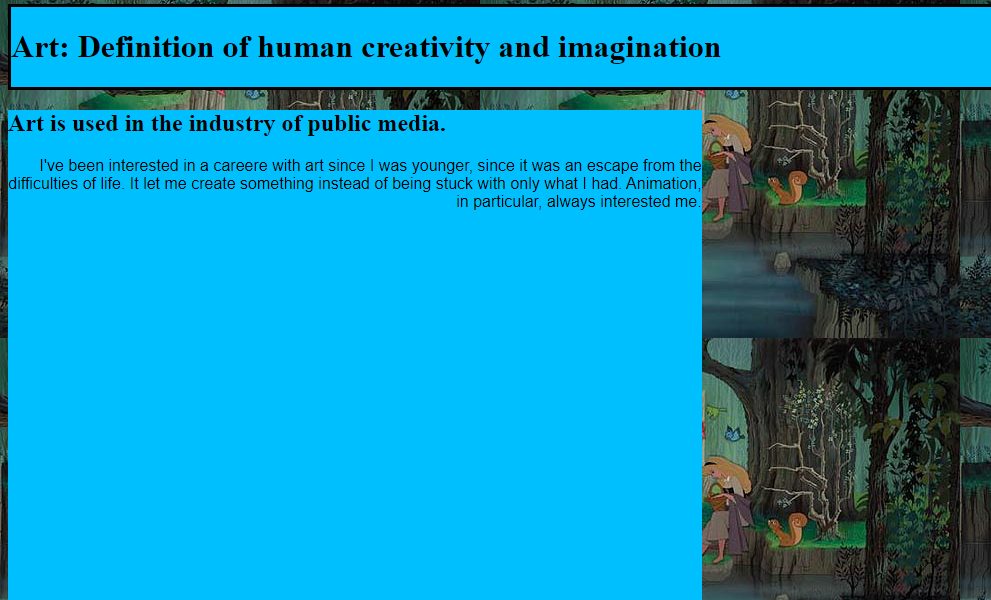 Art: Definition of human creativity and imagination
Art is used in the industry of public media.
I've been interested in a careere with art since I was younger, since it was an escape from the
difficulties of life. It let me create something instead of being stuck with only what I had. Animation,
in particular, always interested me.